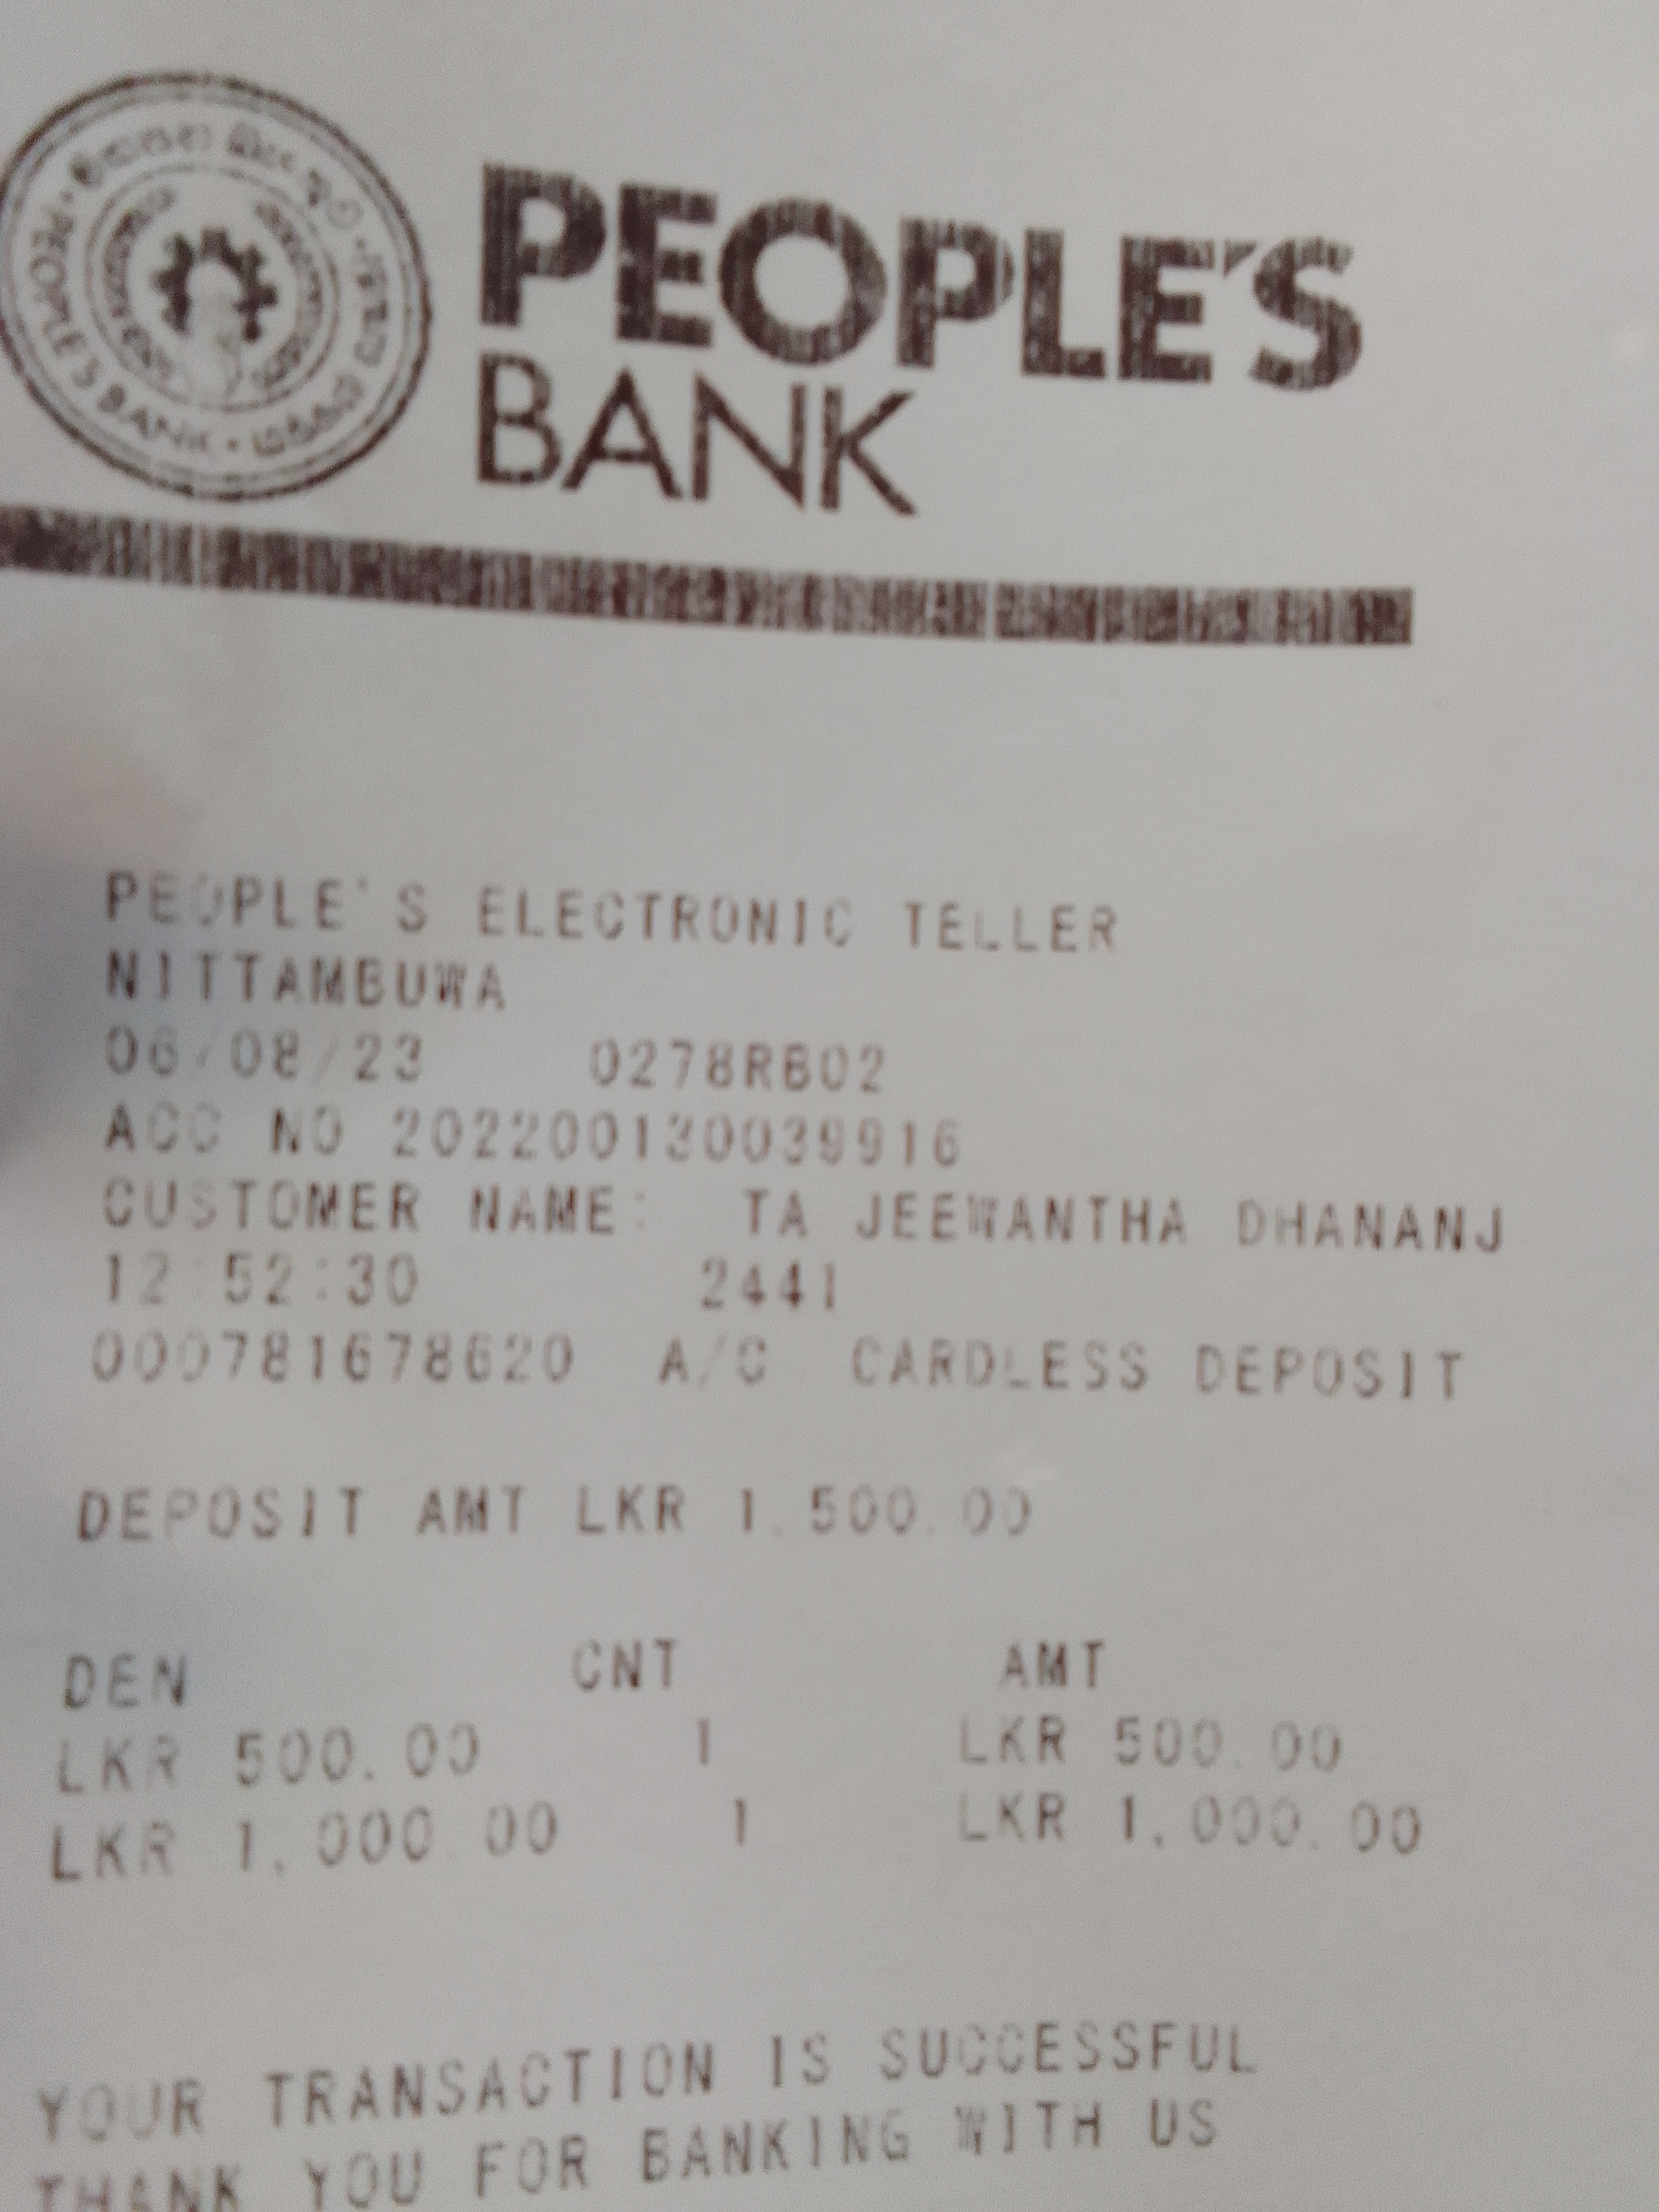 PEOPLE'S
BANK
PEOPLE'S BANK
PEOPLE'S ELECTRONIC TELLER
NITTAMBUWA
06/08/23 0278RB02
ACC NO 202200130039916
CUSTOMER NAME: TA JEEWANTHA DHANANJ
12:52:30 2441
000781678620 A/C CARDLESS DEPOSIT
DEPOSIT AMT LKR 1,500.00
DEN CNT AMT
LKR 500.00 1 LKR 500.00
LKR 1,000.00 1 LKR 1,000.00
YOUR TRANSACTION IS SUCCESSFUL
THANK YOU FOR BANKING WITH US